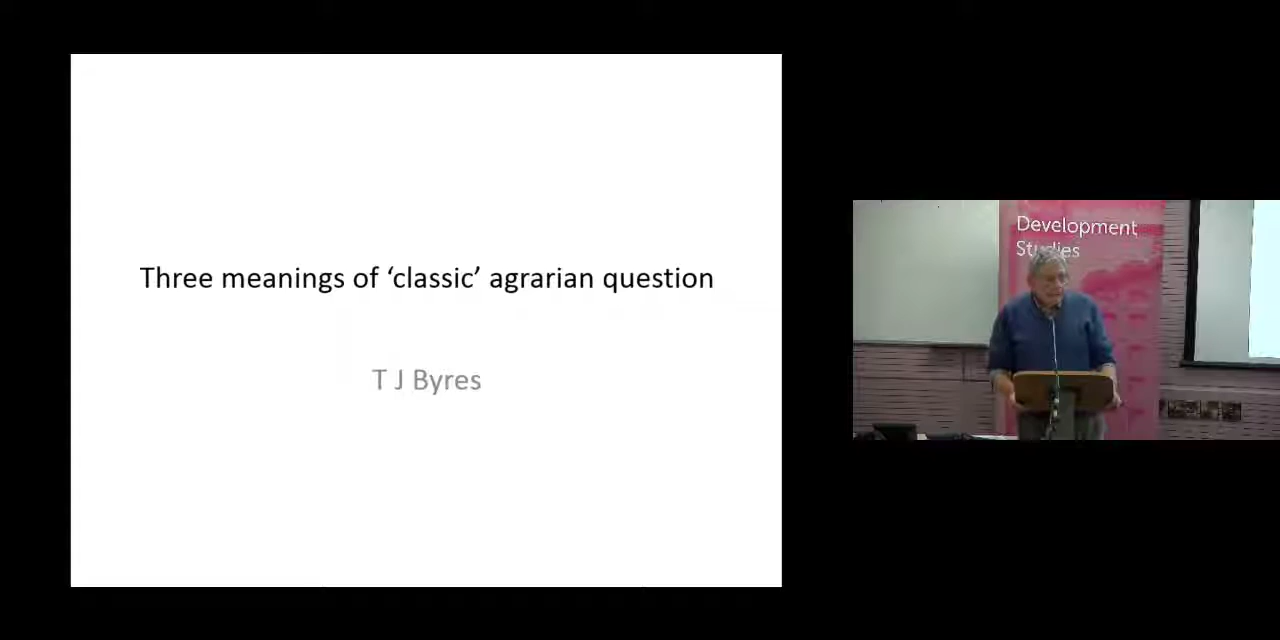 Three meanings of ‘classic’ agrarian question
T J Byres
Development
Studies